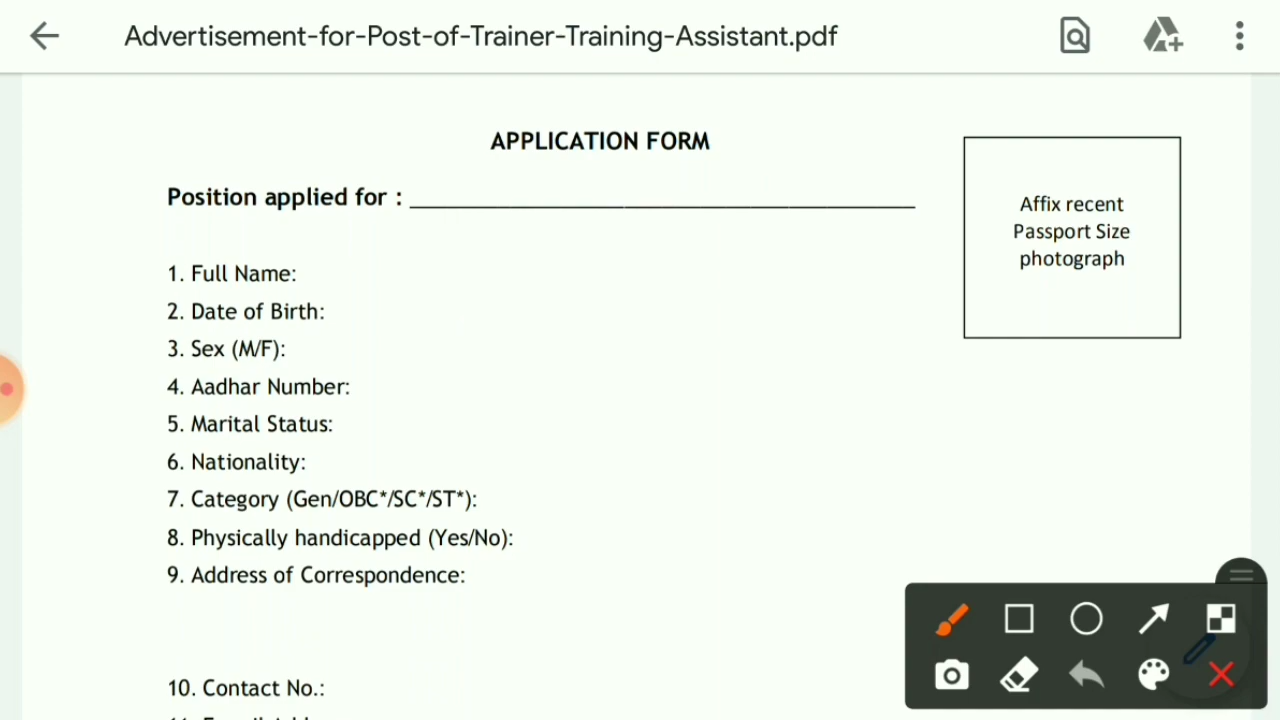 Advertisement-for-Post-of-Trainer-Training-Assistant.pdf
APPLICATION FORM
Position applied for : ________________________________________
Affix recent
Passport Size
photograph
1. Full Name:
2. Date of Birth:
3. Sex (M/F):
4. Aadhar Number:
5. Marital Status:
6. Nationality:
7. Category (Gen/OBC*/SC*/ST*):
8. Physically handicapped (Yes/No):
9. Address of Correspondence:
10. Contact No.: